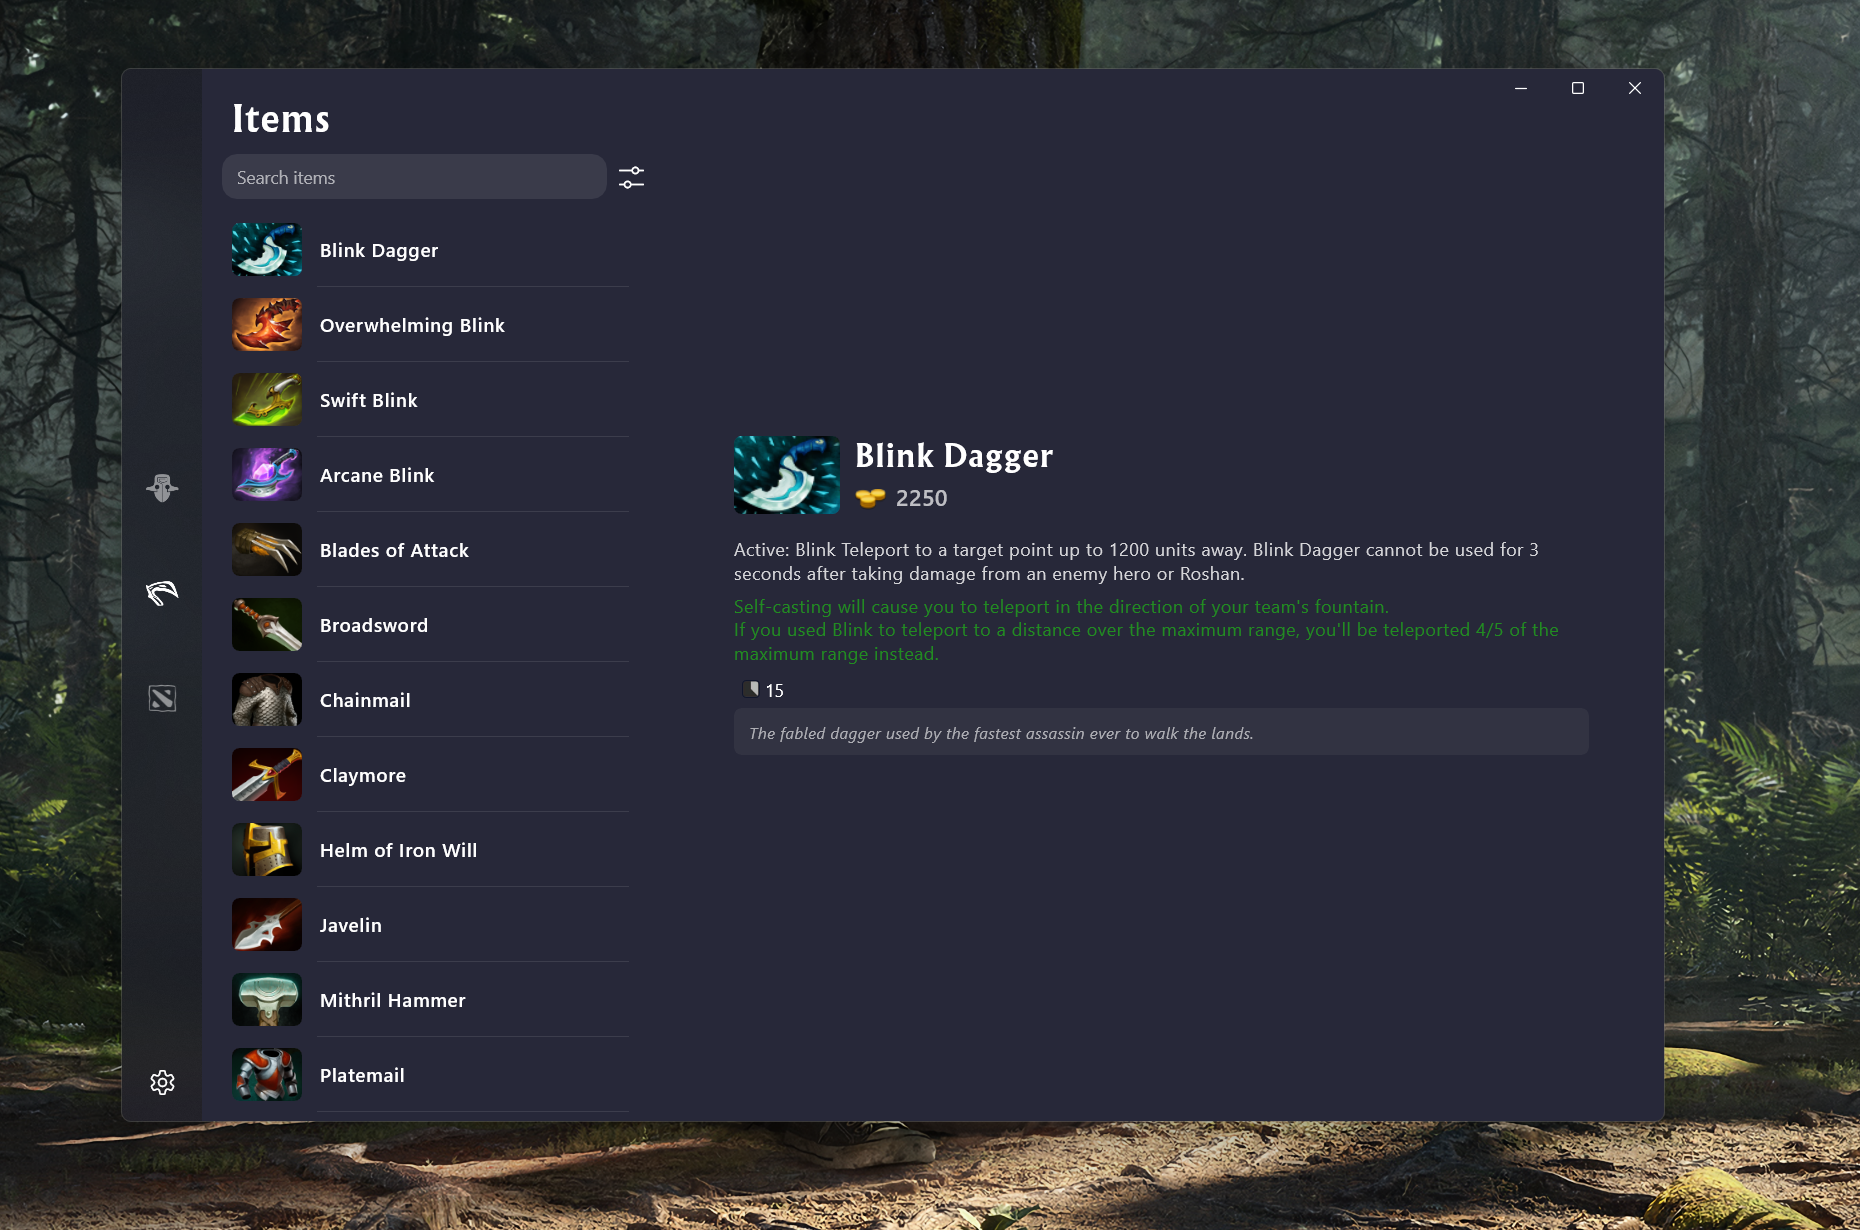 Items
Search items
Blink Dagger
Overwhelming Blink
Swift Blink
Arcane Blink
Blades of Attack
Broadsword
Chainmail
Claymore
Helm of Iron Will
Javelin
Mithril Hammer
Platemail
Blink Dagger
2250
Active: Blink Teleport to a target point up to 1200 units away. Blink Dagger cannot be used for 3
seconds after taking damage from an enemy hero or Roshan.
Self-casting will cause you to teleport in the direction of your team's fountain.
If you used Blink to teleport to a distance over the maximum range, you'll be teleported 4/5 of the
maximum range instead.
15
The fabled dagger used by the fastest assassin ever to walk the lands.